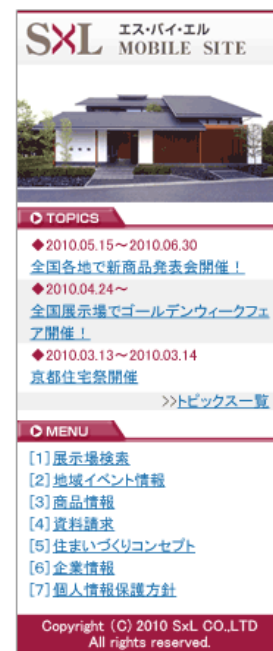 SXL エス・バイ・エル
MOBILE SITE
TOPICS
◆2010.05.15～2010.06.30
全国各地で新商品発表会開催！
◆2010.04.24～
全国展示場でゴールデンウィークフェ
ア開催！
◆2010.03.13～2010.03.14
京都住宅祭開催
>>トピックス一覧
MENU
[1]展示場検索
[2]地域イベント情報
[3]商品情報
[4]資料請求
[5]住まいづくりコンセプト
[6]企業情報
[7]個人情報保護方針
Copyright (C) 2010 SxL CO.,LTD
All rights reserved.